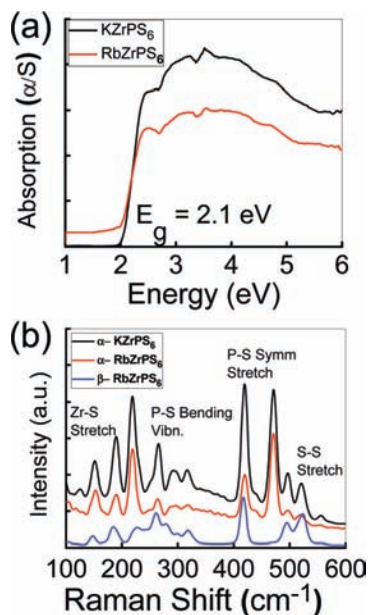 (a)
KZrPS₆
RbZrPS₆
Absorption (α/S)
E_g = 2.1 eV
1 2 3 4 5 6
Energy (eV)
(b)
α– KZrPS₆
α– RbZrPS₆
β– RbZrPS₆
P-S Symm
Stretch
Zr-S
Stretch
P-S Bending
Vibn.
S-S
Stretch
Intensity (a.u.)
100 200 300 400 500 600
Raman Shift (cm⁻¹)